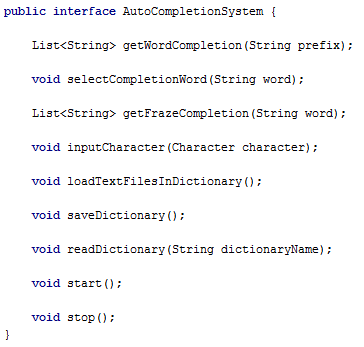 public interface AutoCompletionSystem {
List<String> getWordCompletion(String prefix);
void selectCompletionWord(String word);
List<String> getFrazeCompletion(String word);
void inputCharacter(Character character);
void loadTextFilesInDictionary();
void saveDictionary();
void readDictionary(String dictionaryName);
void start();
void stop();
}